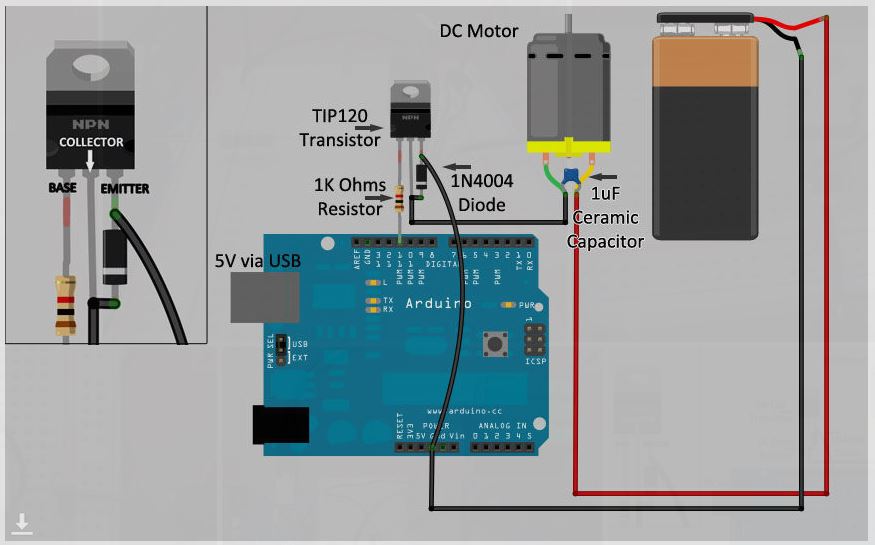 NPN
COLLECTOR
BASE
EMITTER
DC Motor
TIP120
Transistor
NPN
1K Ohms
Resistor
1N4004
Diode
1uF
Ceramic
Capacitor
5V via USB
AREF
GND
13
12
11
10
9
8
7
6
5
4
3
2
1
0
PWM
PWM
PWM
PWM
PWM
PWM
TX
RX
DIGITAL
L
TX
RX
Arduino
PWR
1
ICSP
PWR SEL
USB
EXT
www.arduino.cc
POWER
ANALOG IN
RESET
3V3
5V Gnd Vin
0 1 2 3 4 5